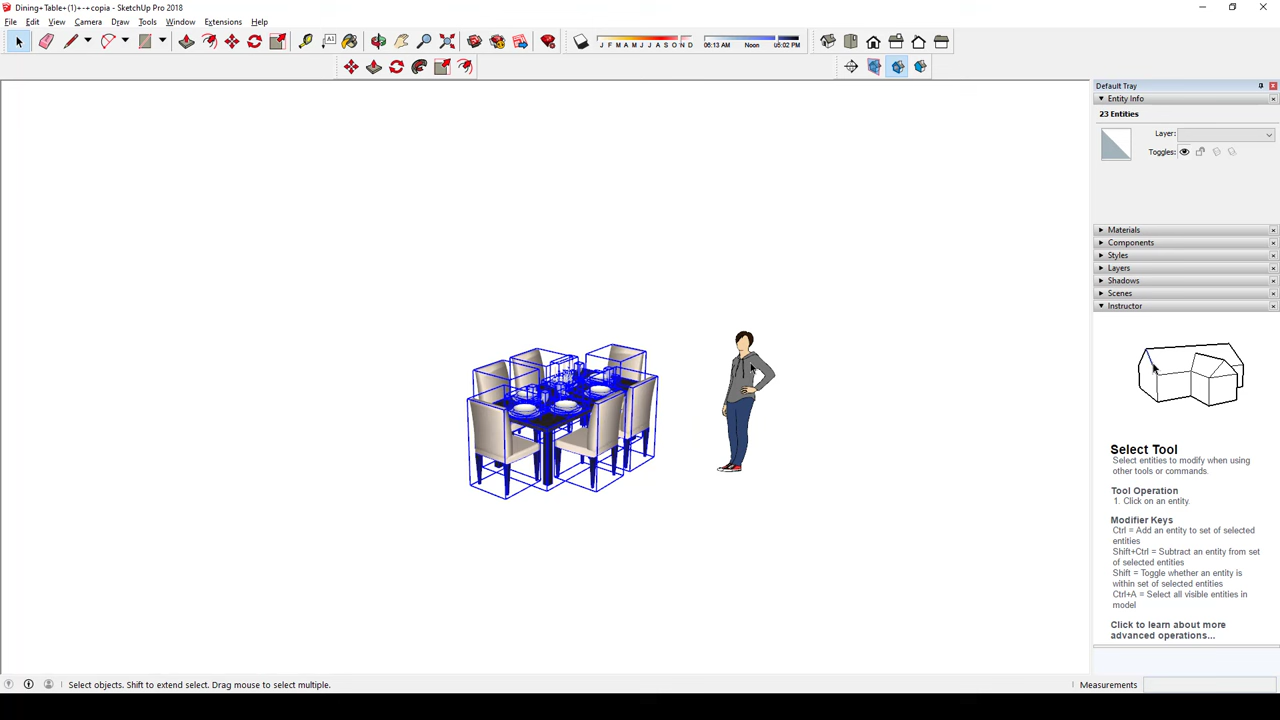 Dining+Table+(1)+-+copia - SketchUp Pro 2018
File Edit View Camera Draw Tools Window Extensions Help
J F M A M J J A S O N D 06:13 AM Noon 05:02 PM
Default Tray
Entity Info
23 Entities
Layer:
Toggles:
Materials
Components
Styles
Layers
Shadows
Scenes
Instructor
Select Tool
Select entities to modify when using
other tools or commands.
Tool Operation
1. Click on an entity.
Modifier Keys
Ctrl = Add an entity to set of selected
entities
Shift+Ctrl = Subtract an entity from set
of selected entities
Shift = Toggle whether an entity is
within set of selected entities
Ctrl+A = Select all visible entities in
model
Click to learn about more
advanced operations...
Select objects. Shift to extend select. Drag mouse to select multiple.
Measurements